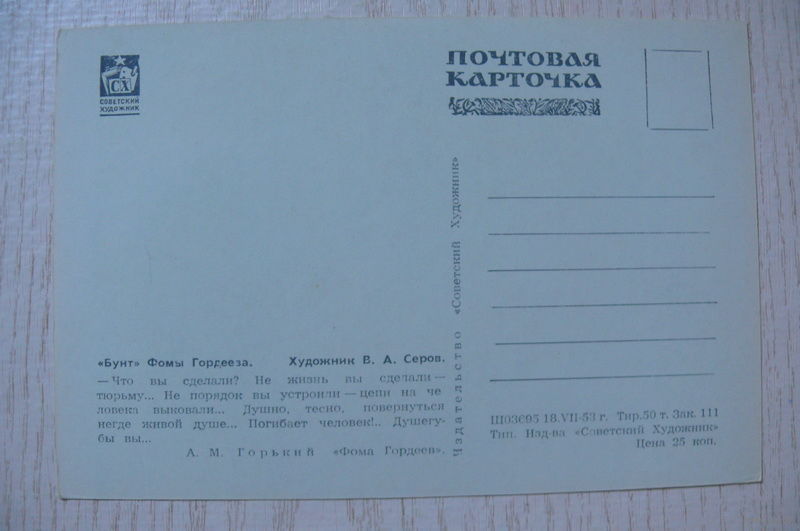 СХ
СОВЕТСКИЙ
ХУДОЖНИК
ПОЧТОВАЯ
КАРТОЧКА
Издательство «Советский Художник»
«Бунт» Фомы Гордеева. Художник В. А. Серов.
— Что вы сделали? Не жизнь вы сделали —
тюрьму... Не порядок вы устроили — цепи на че
ловека выковали... Душно, тесно, повернуться
негде живой душе... Погибает человек!.. Душегу-
бы вы...
А. М. Горький «Фома Гордеев».
Ш03695 18.VII-53 г. Тир. 50 т. Зак. 111
Тип. Изд-ва «Советский Художник»
Цена 25 коп.